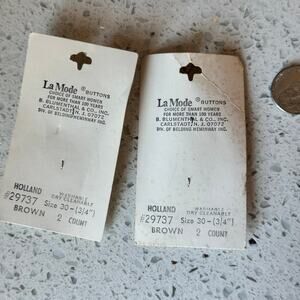 La Mode ® BUTTONS
CHOICE OF SMART WOMEN
FOR MORE THAN 100 YEARS
B. BLUMENTHAL & CO., INC.
CARLSTADT, N. J. 07072
DIV. OF BELDING HEMINWAY INC.
HOLLAND
WASHABLE
DRY CLEANABLE
#29737 Size 30-(3/4")
BROWN 2 COUNT
La Mode ® BUTTONS
CHOICE OF SMART WOMEN
FOR MORE THAN 100 YEARS
B. BLUMENTHAL & CO., INC.
CARLSTADT, N. J. 07072
DIV. OF BELDING HEMINWAY INC.
HOLLAND
WASHABLE
DRY CLEANABLE
#29737 Size 30-(3/4")
BROWN 2 COUNT